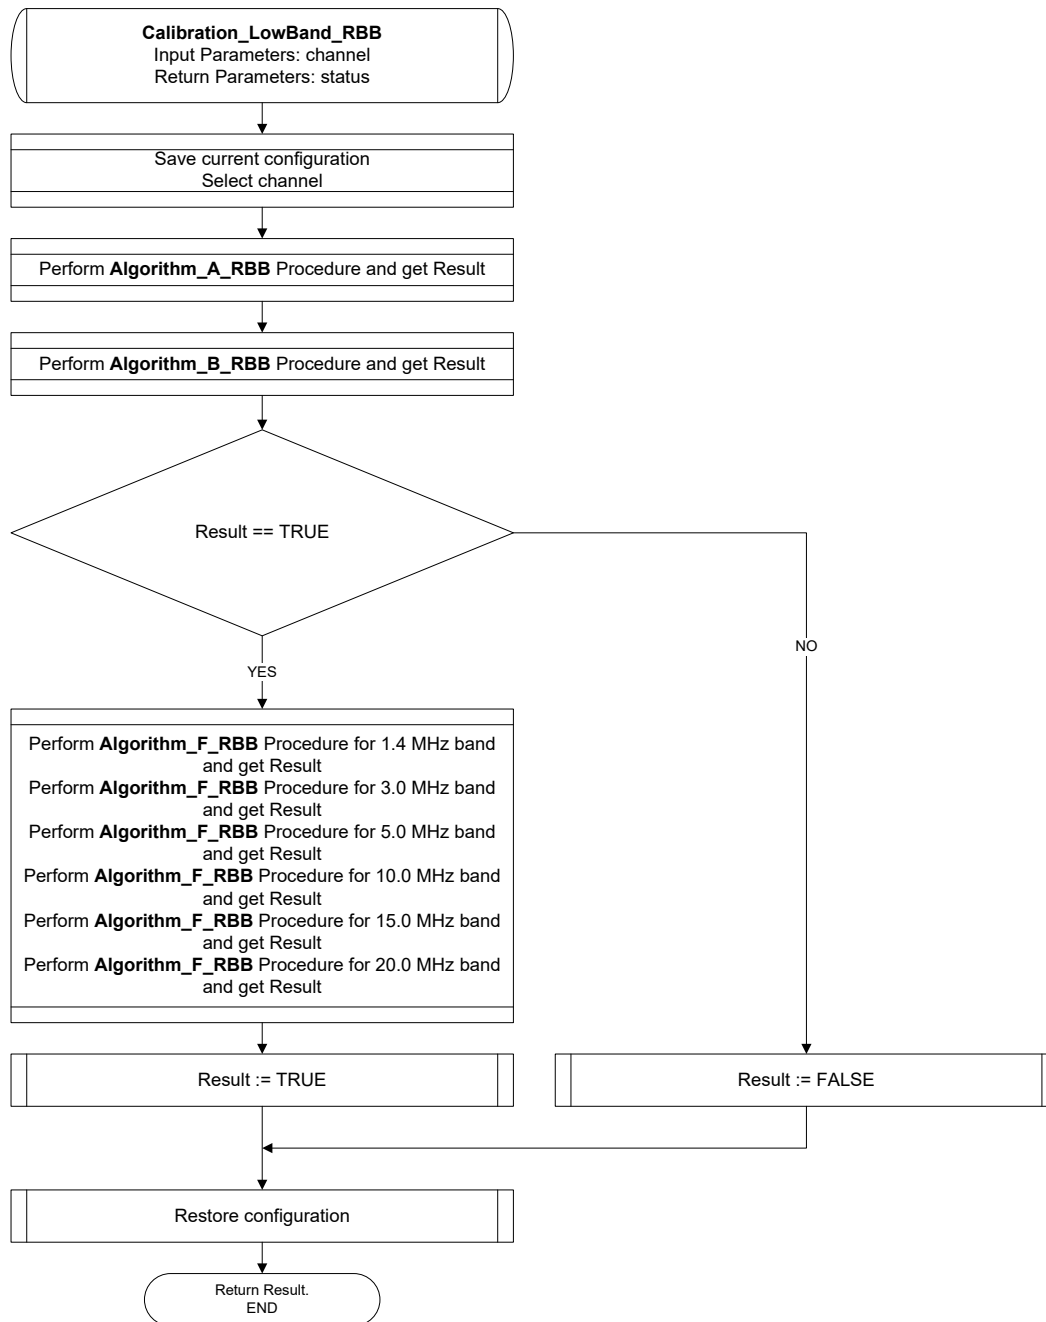 Calibration_LowBand_RBB
Input Parameters: channel
Return Parameters: status
Save current configuration
Select channel
Perform Algorithm_A_RBB Procedure and get Result
Perform Algorithm_B_RBB Procedure and get Result
Result == TRUE
NO
YES
Perform Algorithm_F_RBB Procedure for 1.4 MHz band
and get Result
Perform Algorithm_F_RBB Procedure for 3.0 MHz band
and get Result
Perform Algorithm_F_RBB Procedure for 5.0 MHz band
and get Result
Perform Algorithm_F_RBB Procedure for 10.0 MHz band
and get Result
Perform Algorithm_F_RBB Procedure for 15.0 MHz band
and get Result
Perform Algorithm_F_RBB Procedure for 20.0 MHz band
and get Result
Result := TRUE
Result := FALSE
Restore configuration
Return Result.
END